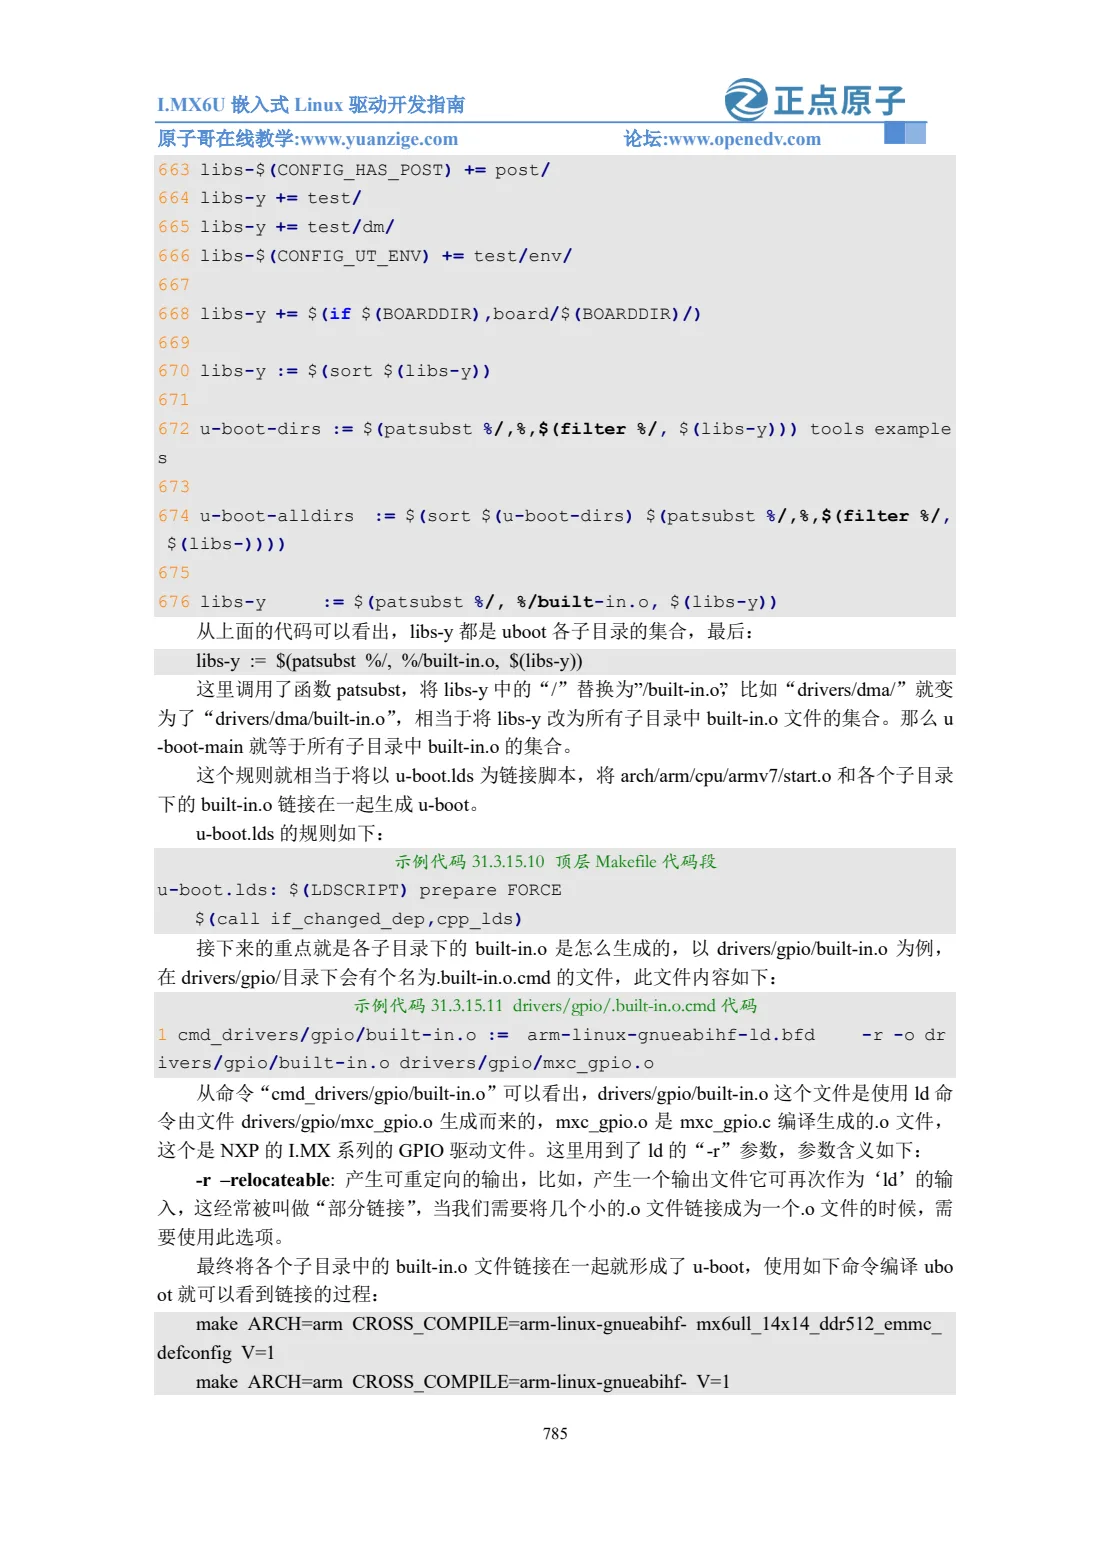 I.MX6U 嵌入式 Linux 驱动开发指南
正点原子
原子哥在线教学:www.yuanzige.com 论坛:www.openedv.com
663 libs-$(CONFIG_HAS_POST) += post/
664 libs-y += test/
665 libs-y += test/dm/
666 libs-$(CONFIG_UT_ENV) += test/env/
667
668 libs-y += $(if $(BOARDDIR),board/$(BOARDDIR)/)
669
670 libs-y := $(sort $(libs-y))
671
672 u-boot-dirs := $(patsubst %/,%,$(filter %/, $(libs-y))) tools example
s
673
674 u-boot-alldirs := $(sort $(u-boot-dirs) $(patsubst %/,%,$(filter %/,
$(libs-))))
675
676 libs-y := $(patsubst %/, %/built-in.o, $(libs-y))
从上面的代码可以看出，libs-y 都是 uboot 各子目录的集合，最后：
libs-y := $(patsubst %/, %/built-in.o, $(libs-y))
这里调用了函数 patsubst，将 libs-y 中的“/”替换为”/built-in.o”，比如“drivers/dma/”就变
为了“drivers/dma/built-in.o”，相当于将 libs-y 改为所有子目录中 built-in.o 文件的集合。那么 u
-boot-main 就等于所有子目录中 built-in.o 的集合。
这个规则就相当于将以 u-boot.lds 为链接脚本，将 arch/arm/cpu/armv7/start.o 和各个子目录
下的 built-in.o 链接在一起生成 u-boot。
u-boot.lds 的规则如下：
示例代码 31.3.15.10 顶层 Makefile 代码段
u-boot.lds: $(LDSCRIPT) prepare FORCE
$(call if_changed_dep,cpp_lds)
接下来的重点就是各子目录下的 built-in.o 是怎么生成的，以 drivers/gpio/built-in.o 为例，
在 drivers/gpio/目录下会有个名为.built-in.o.cmd 的文件，此文件内容如下：
示例代码 31.3.15.11 drivers/gpio/.built-in.o.cmd 代码
1 cmd_drivers/gpio/built-in.o := arm-linux-gnueabihf-ld.bfd -r -o dr
ivers/gpio/built-in.o drivers/gpio/mxc_gpio.o
从命令“cmd_drivers/gpio/built-in.o”可以看出，drivers/gpio/built-in.o 这个文件是使用 ld 命
令由文件 drivers/gpio/mxc_gpio.o 生成而来的，mxc_gpio.o 是 mxc_gpio.c 编译生成的.o 文件，
这个是 NXP 的 I.MX 系列的 GPIO 驱动文件。这里用到了 ld 的“-r”参数，参数含义如下：
-r –relocateable: 产生可重定向的输出，比如，产生一个输出文件它可再次作为‘ld’的输
入，这经常被叫做“部分链接”，当我们需要将几个小的.o 文件链接成为一个.o 文件的时候，需
要使用此选项。
最终将各个子目录中的 built-in.o 文件链接在一起就形成了 u-boot，使用如下命令编译 ubo
ot 就可以看到链接的过程：
make ARCH=arm CROSS_COMPILE=arm-linux-gnueabihf- mx6ull_14x14_ddr512_emmc_
defconfig V=1
make ARCH=arm CROSS_COMPILE=arm-linux-gnueabihf- V=1
785